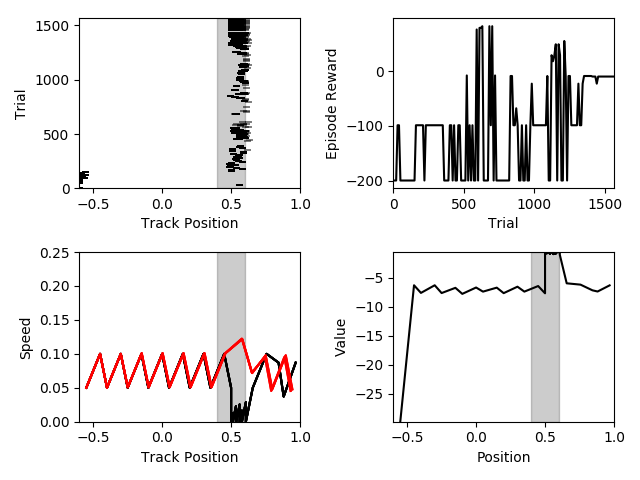 1500
1000
500
0
Trial
−0.5 0.0 0.5 1.0
Track Position
0
−100
−200
Episode Reward
0 500 1000 1500
Trial
0.25
0.20
0.15
0.10
0.05
0.00
Speed
−0.5 0.0 0.5 1.0
Track Position
−5
−10
−15
−20
−25
Value
−0.5 0.0 0.5 1.0
Position